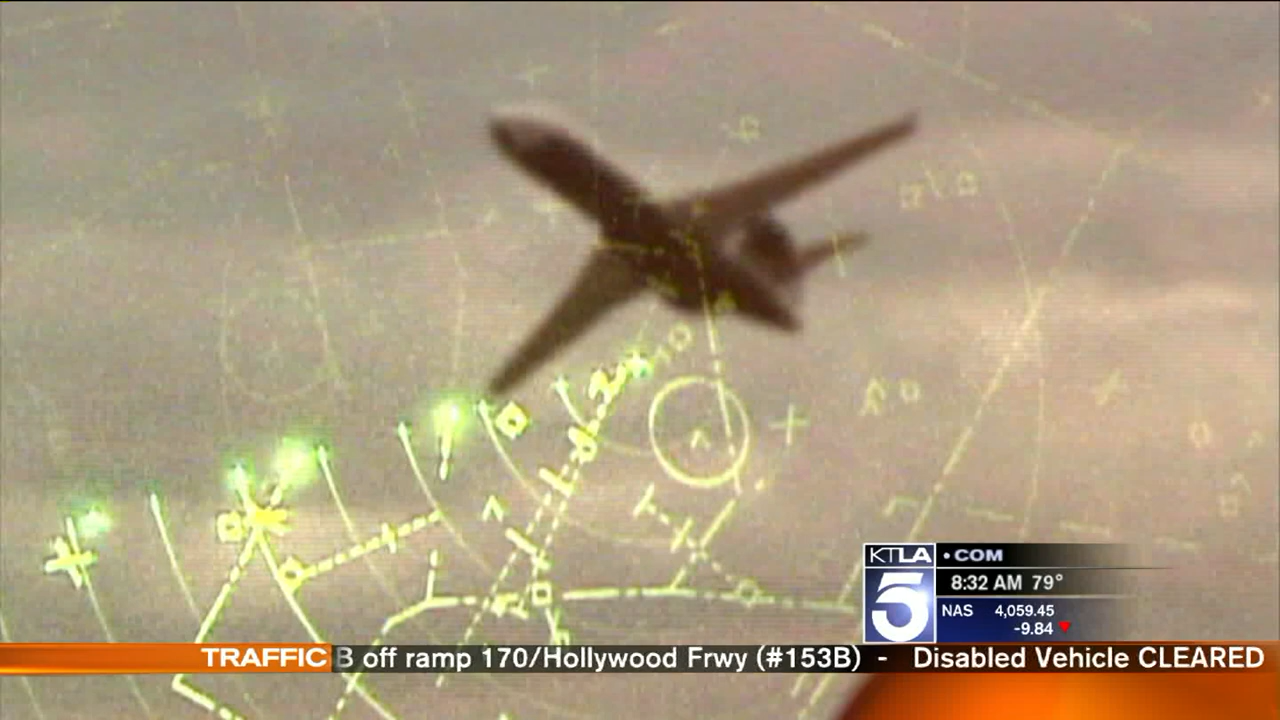 KTLA • COM
5
8:32 AM 79°
NAS 4,059.45
-9.84
TRAFFIC B off ramp 170/Hollywood Frwy (#153B) - Disabled Vehicle CLEARED